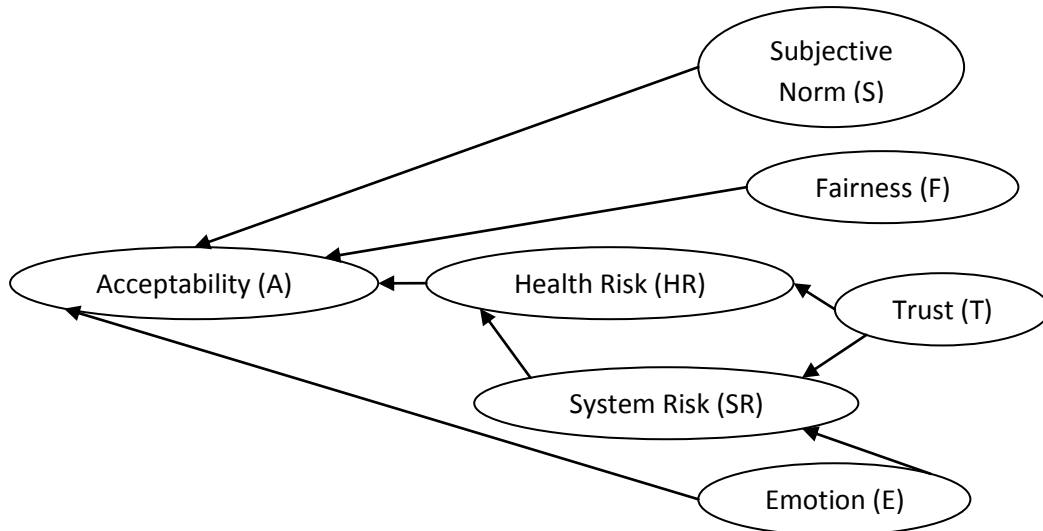 Subjective
Norm (S)
Fairness (F)
Acceptability (A)
Health Risk (HR)
Trust (T)
System Risk (SR)
Emotion (E)